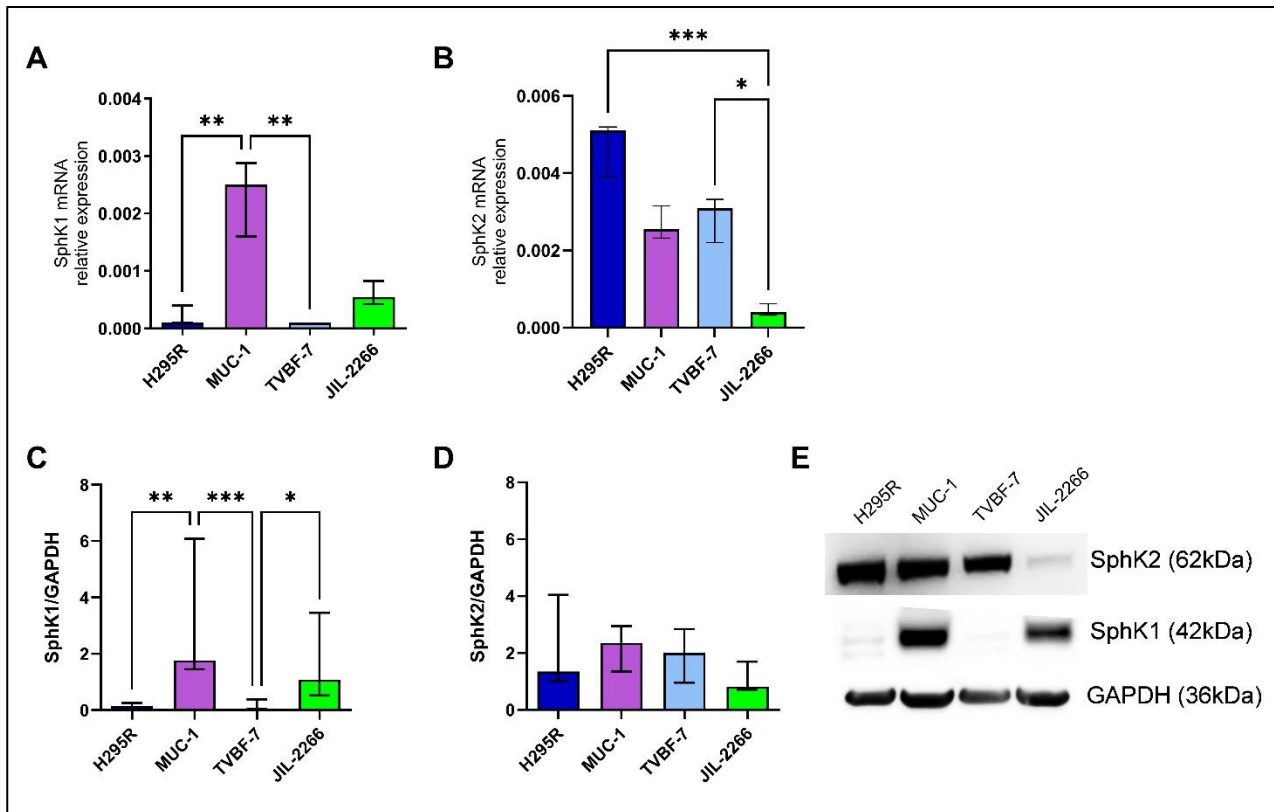 A
SphK1 mRNA
relative expression
0.004
0.003
0.002
0.001
0.000
**
**
H295R
MUC-1
TVBF-7
JIL-2266
B
SphK2 mRNA
relative expression
0.006
0.004
0.002
0.000
***
*
H295R
MUC-1
TVBF-7
JIL-2266
C
SphK1/GAPDH
8
6
4
2
0
**
***
*
H295R
MUC-1
TVBF-7
JIL-2266
D
SphK2/GAPDH
8
6
4
2
0
H295R
MUC-1
TVBF-7
JIL-2266
E
H295R
MUC-1
TVBF-7
JIL-2266
SphK2 (62kDa)
SphK1 (42kDa)
GAPDH (36kDa)